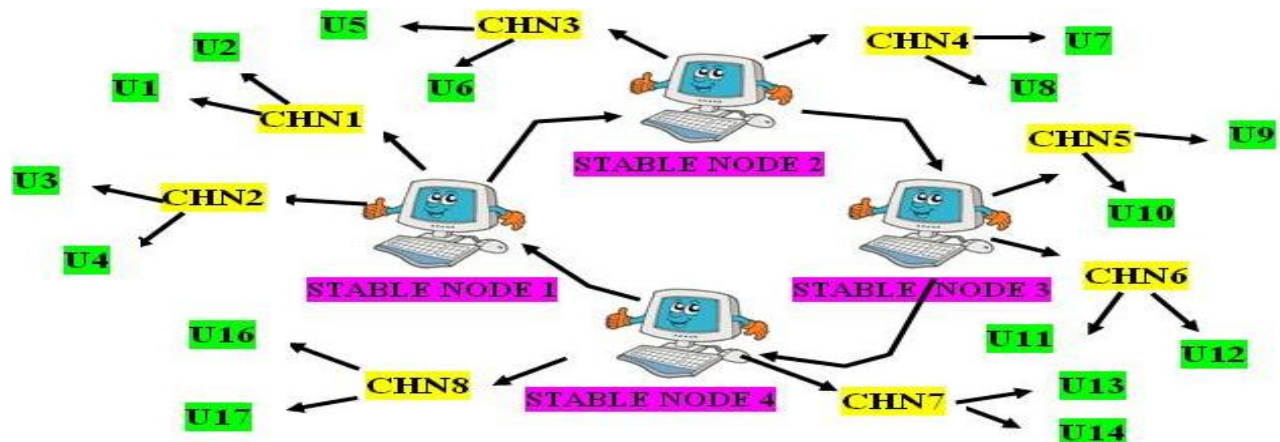 U5
CHN3
U2
U6
U1
CHN1
CHN4
U7
U8
CHN5
U9
U10
STABLE NODE 2
U3
CHN2
U4
STABLE NODE 1
STABLE NODE 3
CHN6
U11
U12
U16
CHN8
U17
STABLE NODE 4
CHN7
U13
U14